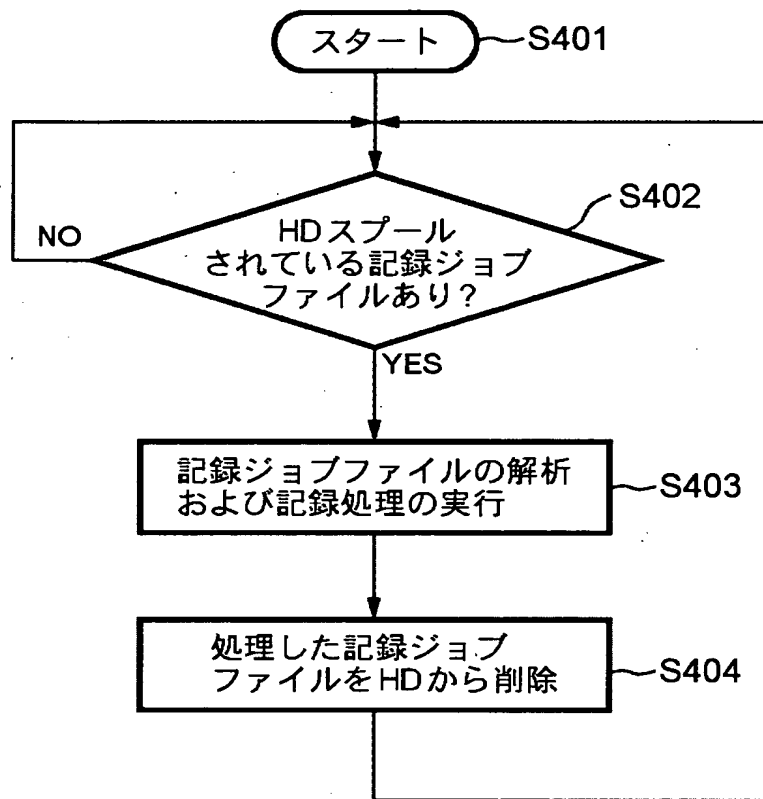 スタート
S401
S402
HDスプール
されている記録ジョブ
ファイルあり?
NO
YES
記録ジョブファイルの解析
および記録処理の実行
S403
処理した記録ジョブ
ファイルをHDから削除
S404